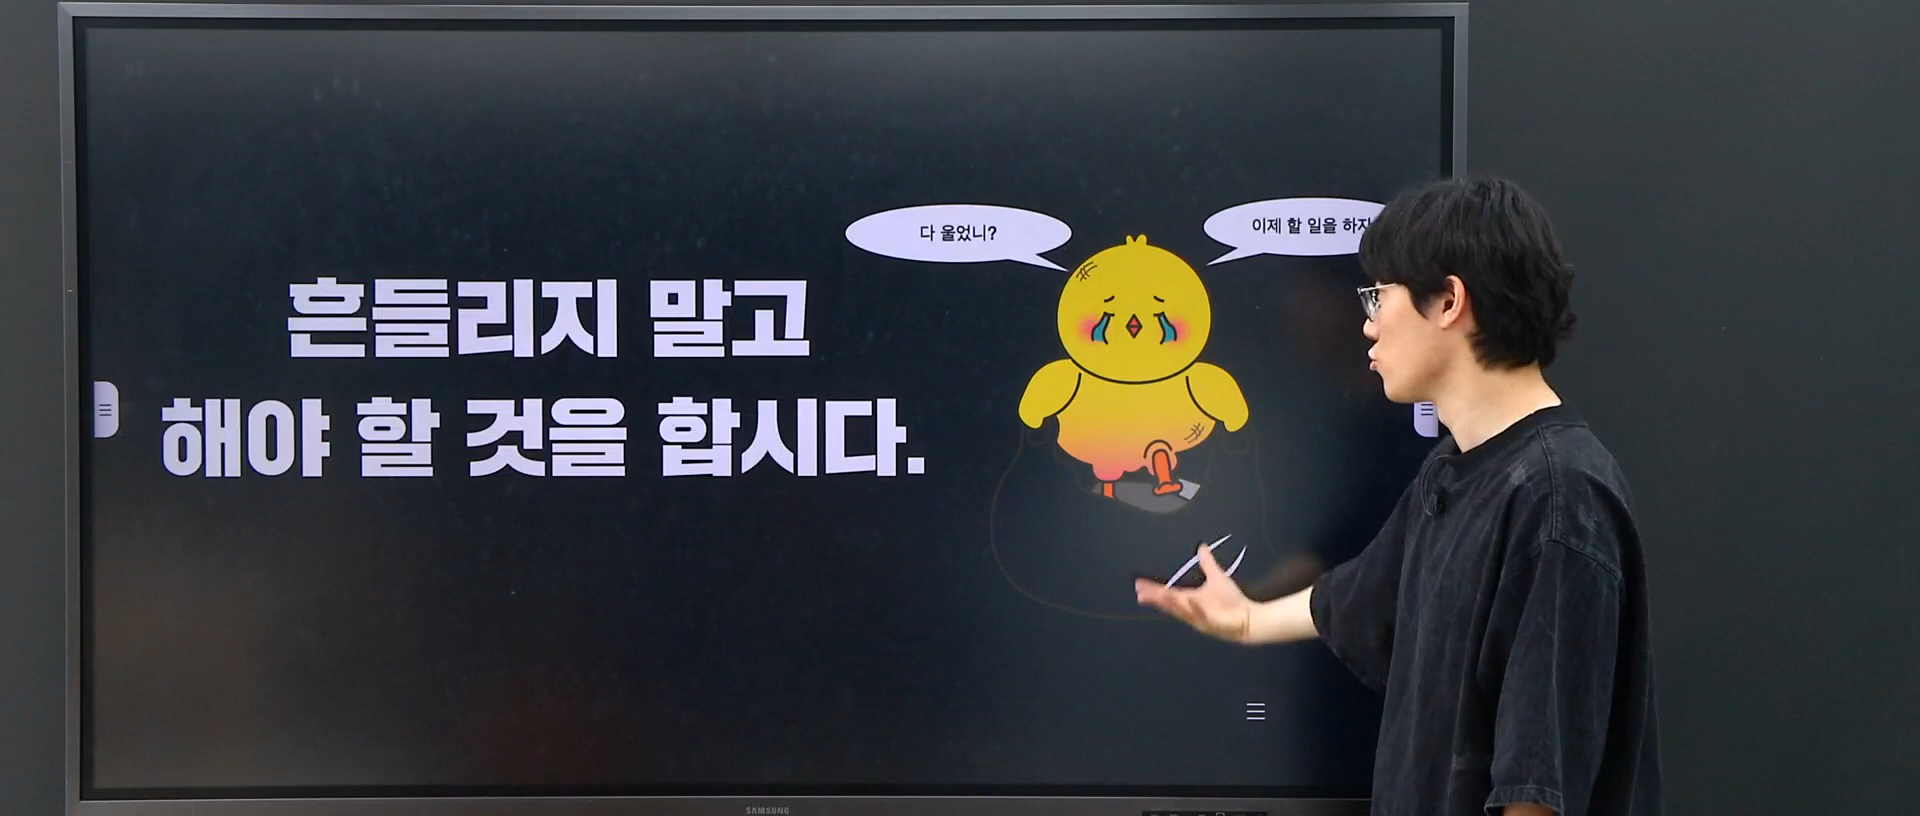 다 울었니?
이제 할 일을 하자
흔들리지 말고
해야 할 것을 합시다.
SAMSUNG